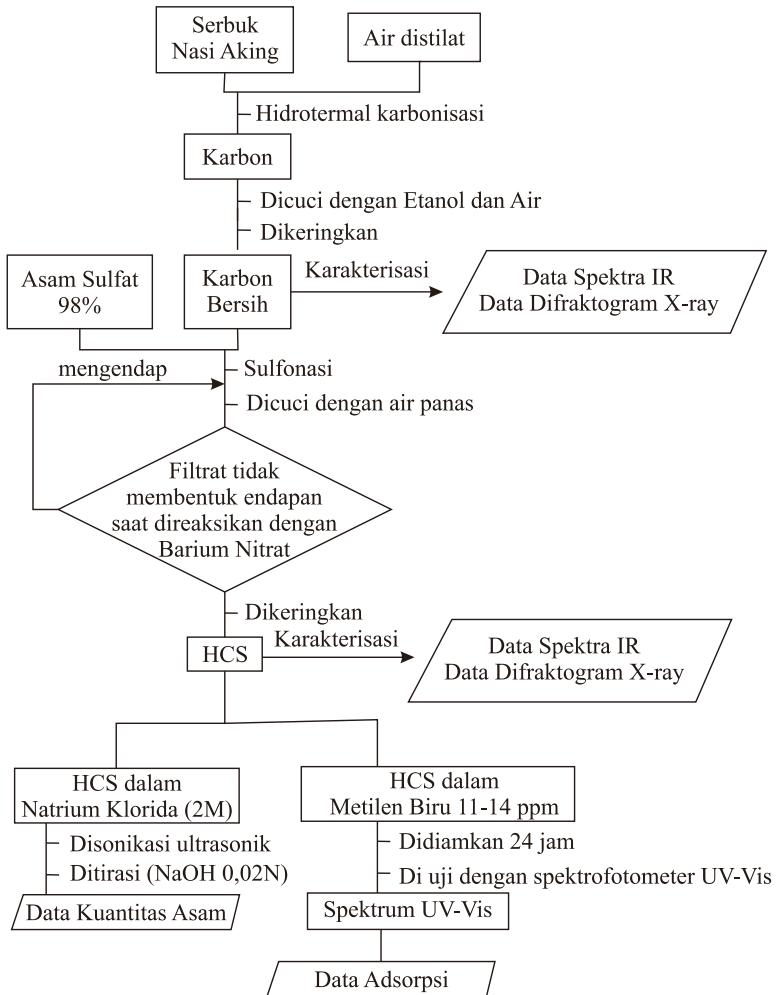 Serbuk
Nasi Aking
Air distilat
Hidrotermal karbonisasi
Karbon
Dicuci dengan Etanol dan Air
Dikeringkan
Asam Sulfat
98%
Karbon
Bersih
Karakterisasi
Data Spektra IR
Data Difraktogram X-ray
mengendap
Sulfonasi
Dicuci dengan air panas
Filtrat tidak
membentuk endapan
saat direaksikan dengan
Barium Nitrat
Dikeringkan
HCS
Karakterisasi
Data Spektra IR
Data Difraktogram X-ray
HCS dalam
Natrium Klorida (2M)
Disonikasi ultrasonik
Ditirasi (NaOH 0,02N)
Data Kuantitas Asam
HCS dalam
Metilen Biru 11-14 ppm
Didiamkan 24 jam
Di uji dengan spektrofotometer UV-Vis
Spektrum UV-Vis
Data Adsorpsi